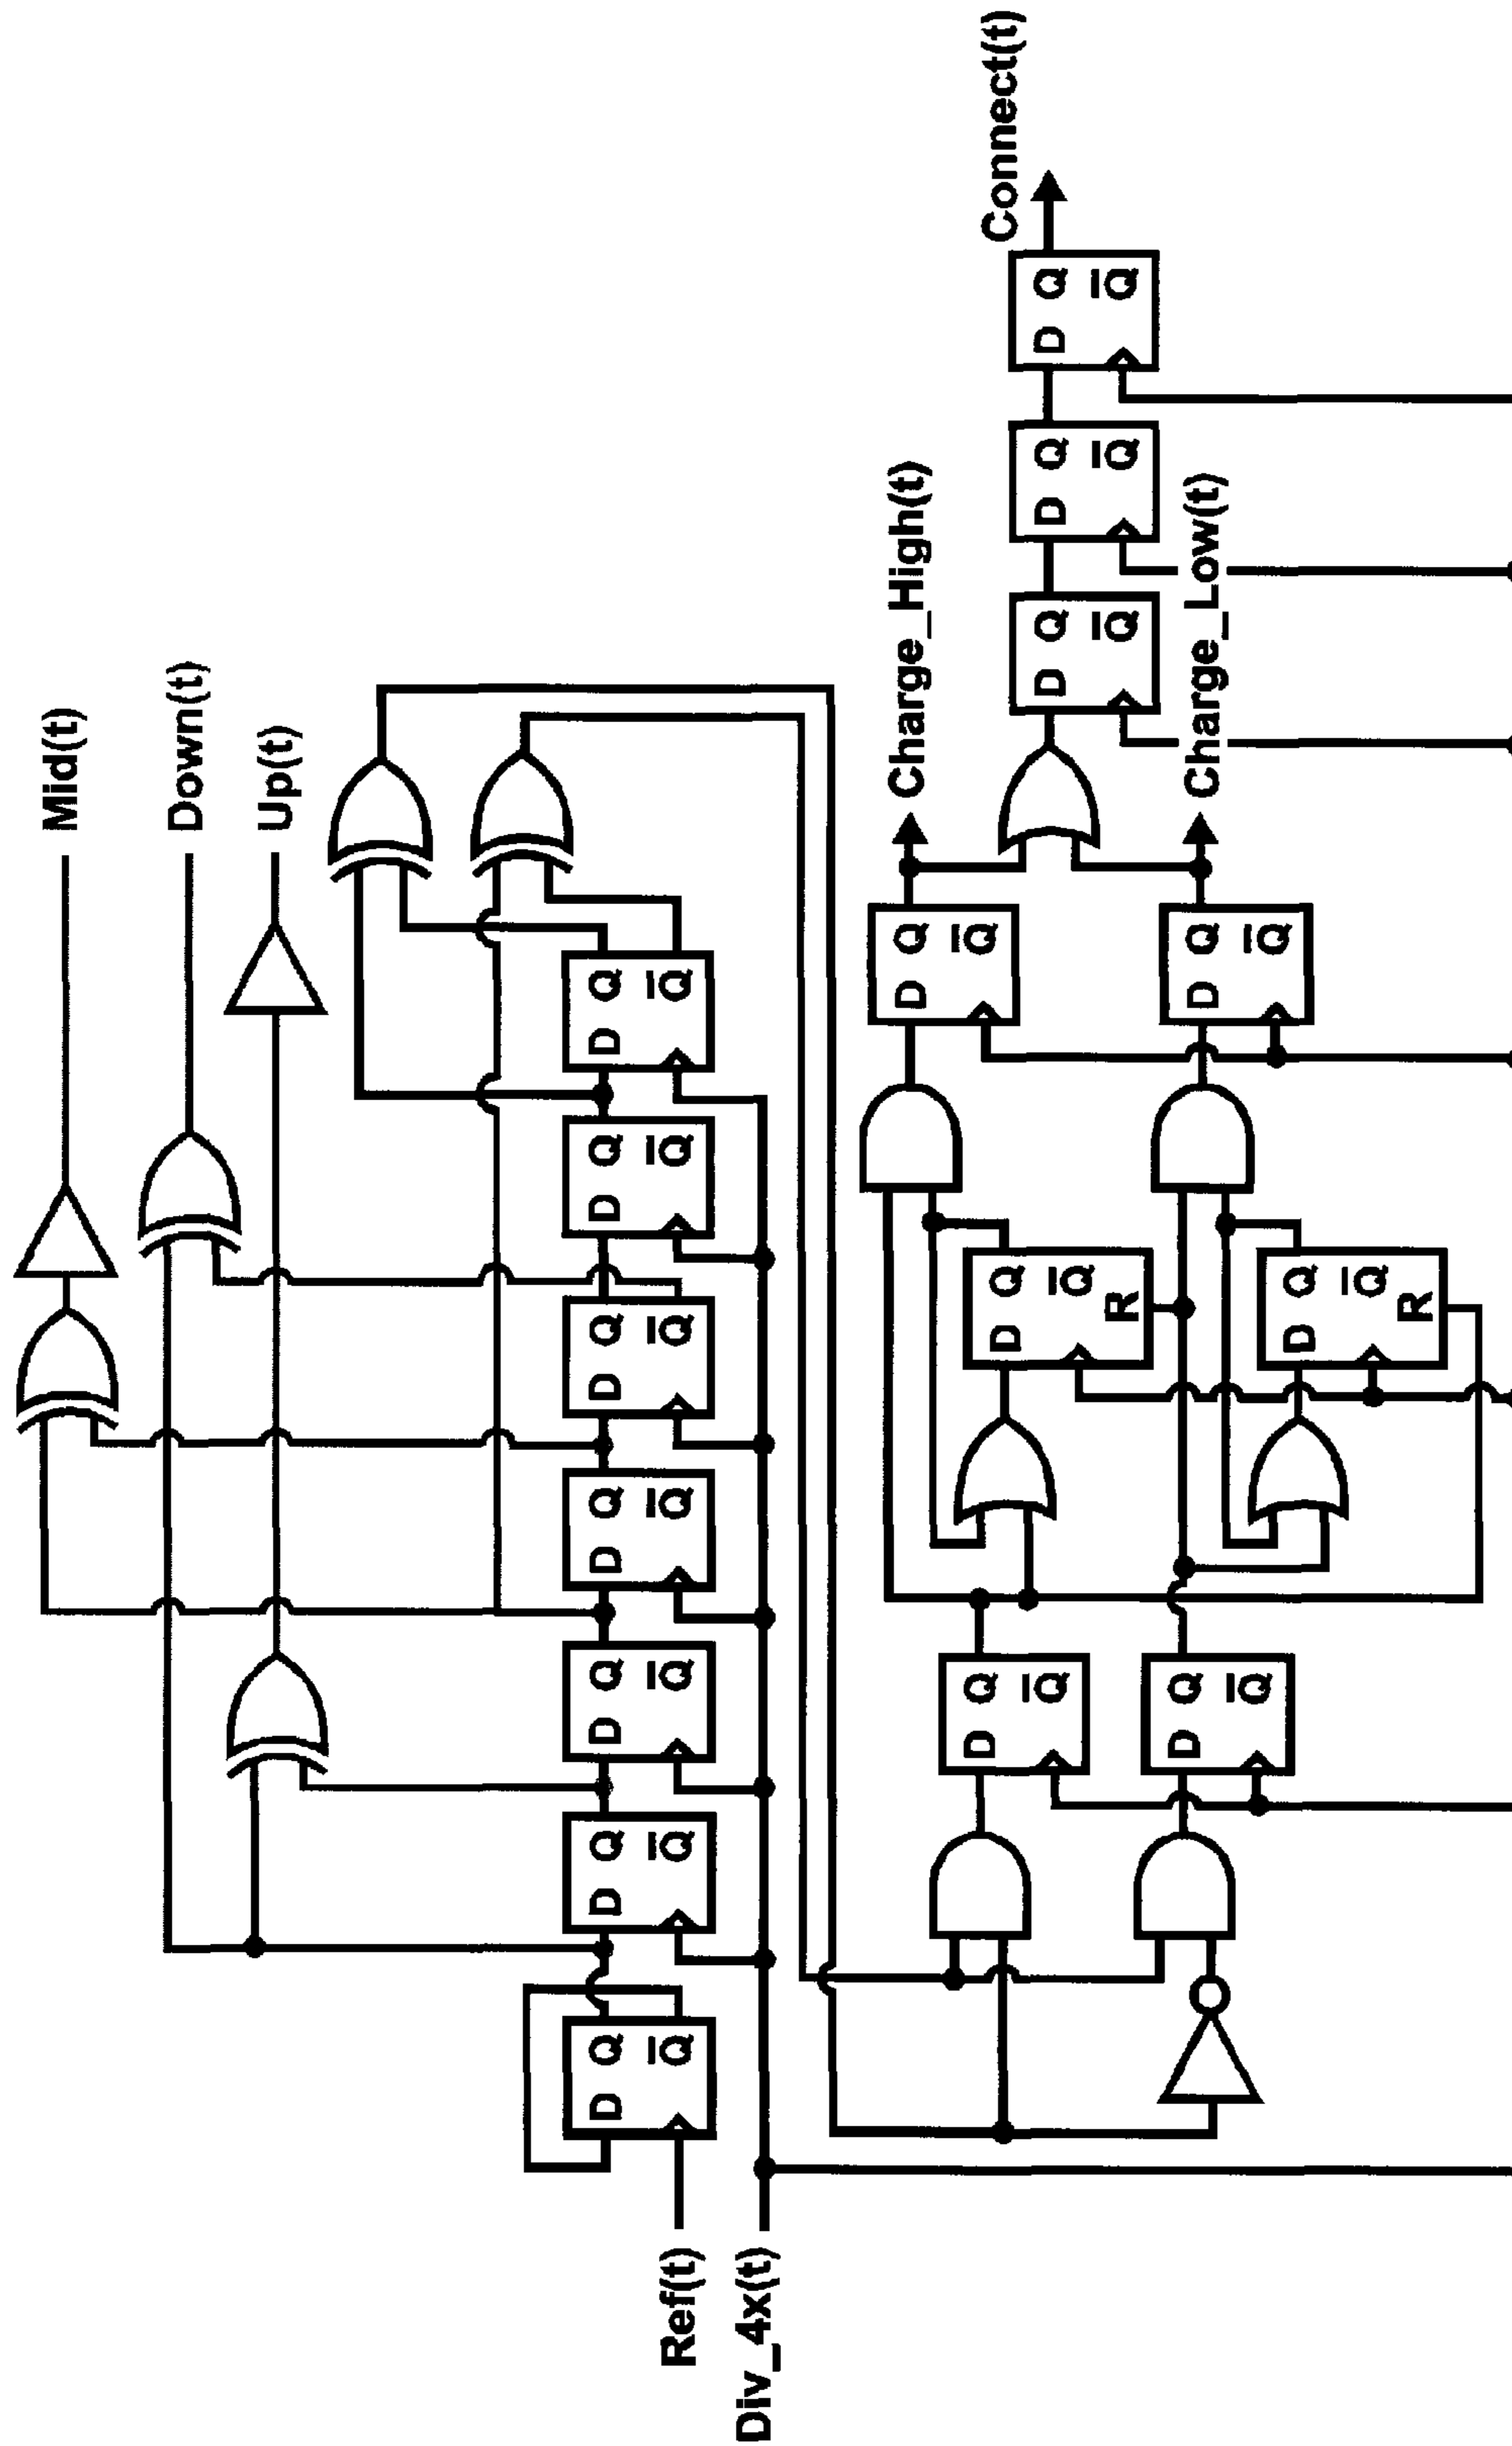 Mid(t)
Down(t)
Up(t)
D Q D Q D Q D Q D Q D Q D Q
Ref(t) Q̅ Q̅ Q̅ Q̅ Q̅ Q̅ Q̅
Div_4x(t)
D Q Charge_High(t)
Q̅
D Q
D Q
Connect(t)
Q̅ D Q D Q D Q
Q̅
Q̅ Q̅ Q̅
R
D Q D Q Charge_Low(t)
Q̅ Q̅
D Q
Q̅
R